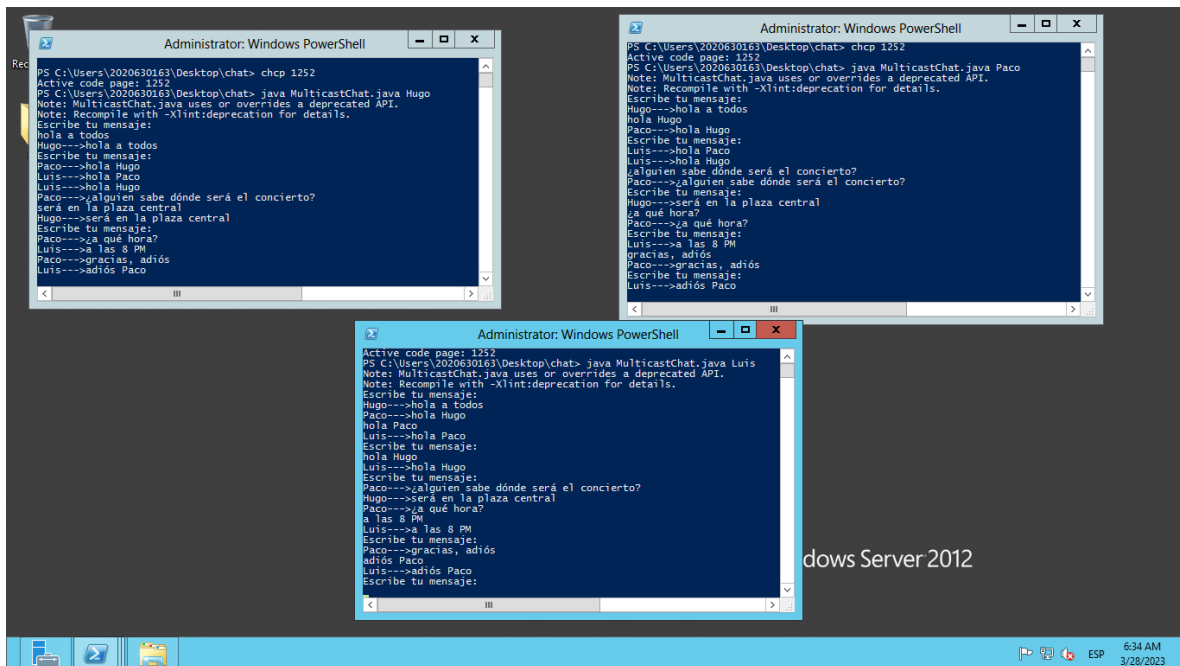 Rec
Administrator: Windows PowerShell
PS C:\Users\2020630163\Desktop\chat> chcp 1252
Active code page: 1252
PS C:\Users\2020630163\Desktop\chat> java MulticastChat.java Hugo
Note: MulticastChat.java uses or overrides a deprecated API.
Note: Recompile with -Xlint:deprecation for details.
Escribe tu mensaje:
hola a todos
Hugo--->hola a todos
Escribe tu mensaje:
Paco--->hola Hugo
Luis--->hola Paco
Luis--->hola Hugo
Paco--->¿alguien sabe dónde será el concierto?
será en la plaza central
Hugo--->será en la plaza central
Escribe tu mensaje:
Paco--->¿a qué hora?
Luis--->a las 8 PM
Paco--->gracias, adiós
Luis--->adiós Paco
Administrator: Windows PowerShell
PS C:\Users\2020630163\Desktop\chat> chcp 1252
Active code page: 1252
PS C:\Users\2020630163\Desktop\chat> java MulticastChat.java Paco
Note: MulticastChat.java uses or overrides a deprecated API.
Note: Recompile with -Xlint:deprecation for details.
Escribe tu mensaje:
Hugo--->hola a todos
hola Hugo
Paco--->hola Hugo
Escribe tu mensaje:
Luis--->hola Paco
Luis--->hola Hugo
¿alguien sabe dónde será el concierto?
Paco--->¿alguien sabe dónde será el concierto?
Escribe tu mensaje:
Hugo--->será en la plaza central
¿a qué hora?
Paco--->¿a qué hora?
Escribe tu mensaje:
Luis--->a las 8 PM
gracias, adiós
Paco--->gracias, adiós
Escribe tu mensaje:
Luis--->adiós Paco
Administrator: Windows PowerShell
Active code page: 1252
PS C:\Users\2020630163\Desktop\chat> java MulticastChat.java Luis
Note: MulticastChat.java uses or overrides a deprecated API.
Note: Recompile with -Xlint:deprecation for details.
Escribe tu mensaje:
Hugo--->hola a todos
Paco--->hola Hugo
hola Paco
Luis--->hola Paco
Escribe tu mensaje:
hola Hugo
Luis--->hola Hugo
Escribe tu mensaje:
Paco--->¿alguien sabe dónde será el concierto?
Hugo--->será en la plaza central
Paco--->¿a qué hora?
a las 8 PM
Luis--->a las 8 PM
Escribe tu mensaje:
Paco--->gracias, adiós
adiós Paco
Luis--->adiós Paco
Escribe tu mensaje:
dows Server 2012
ESP
6:34 AM
3/28/2023